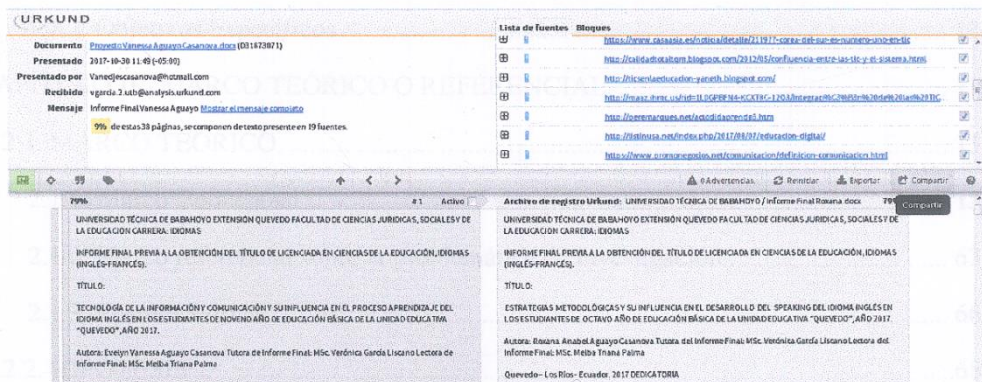 URKUND
Documento Proyecto Vanessa Aguayo Casanova.docx (D31873071)
Presentado 2017-10-30 11:49 (-05:00)
Presentado por Vanedjescasanova@hotmail.com
Recibido vgarcia.2.utb@analysis.urkund.com
Mensaje Informe Final Vanessa Aguayo Mostrar el mensaje completo
9% de estas 38 páginas, se componen de texto presente en 19 fuentes.
Lista de fuentes Bloques
https://www.casaasia.es/noticia/detalle/211977-corea-del-sur-es-numero-uno-en-tic
http://calidadtotaltqm.blogspot.com/2012/05/confluencia-entre-las-tic-y-el-sistema.html
http://ticsenlaeducation-yaneth.blogspot.com/
http://peremarques.net/actodidaprende3.htm
http://istinusa.net/index.php/2017/08/07/educacion-digital/
https://www.promonegocios.net/comunicacion/definicion-comunicacion.html
0 Advertencias. Reiniciar Exportar Compartir
79% #1 Activo
UNIVERSIDAD TÉCNICA DE BABAHOYO EXTENSIÓN QUEVEDO FACULTAD DE CIENCIAS JURIDICAS, SOCIALES Y DE
LA EDUCACION CARRERA: IDIOMAS
INFORME FINAL PREVIA A LA OBTENCIÓN DEL TÍTULO DE LICENCIADA EN CIENCIAS DE LA EDUCACIÓN, IDIOMAS
(INGLÉS-FRANCÉS).
TÍTULO:
TECNOLOGÍA DE LA INFORMACIÓN Y COMUNICACIÓN Y SU INFLUENCIA EN EL PROCESO APRENDIZAJE DEL
IDIOMA INGLÉS EN LOS ESTUDIANTES DE NOVENO AÑO DE EDUCACIÓN BÁSICA DE LA UNIDAD EDUCATIVA
"QUEVEDO", AÑO 2017.
Autora: Evelyn Vanessa Aguayo Casanova Tutora de Informe Final: MSc. Verónica García Liscano Lectora de
Informe Final: MSc. Melba Triana Palma
Archivo de registro Urkund: UNIVERSIDAD TÉCNICA DE BABAHOYO / Informe Final Roxana.docx 79%
Compartir
UNIVERSIDAD TÉCNICA DE BABAHOYO EXTENSIÓN QUEVEDO FACULTAD DE CIENCIAS JURIDICAS, SOCIALES Y DE
LA EDUCACION CARRERA: IDIOMAS
INFORME FINAL PREVIA A LA OBTENCIÓN DEL TÍTULO DE LICENCIADA EN CIENCIAS DE LA EDUCACIÓN, IDIOMAS
(INGLÉS-FRANCÉS).
TÍTULO:
ESTRATEGIAS METODOLÓGICAS Y SU INFLUENCIA EN EL DESARROLLO DEL SPEAKING DEL IDIOMA INGLÉS EN
LOS ESTUDIANTES DE OCTAVO AÑO DE EDUCACIÓN BÁSICA DE LA UNIDAD EDUCATIVA "QUEVEDO", AÑO 2017.
Autora: Roxana Anabel Aguayo Casanova Tutora del Informe Final: MSc. Verónica García Liscano Lectora del
Informe Final: MSc. Melba Triana Palma
Quevedo – Los Ríos - Ecuador. 2017 DEDICATORIA